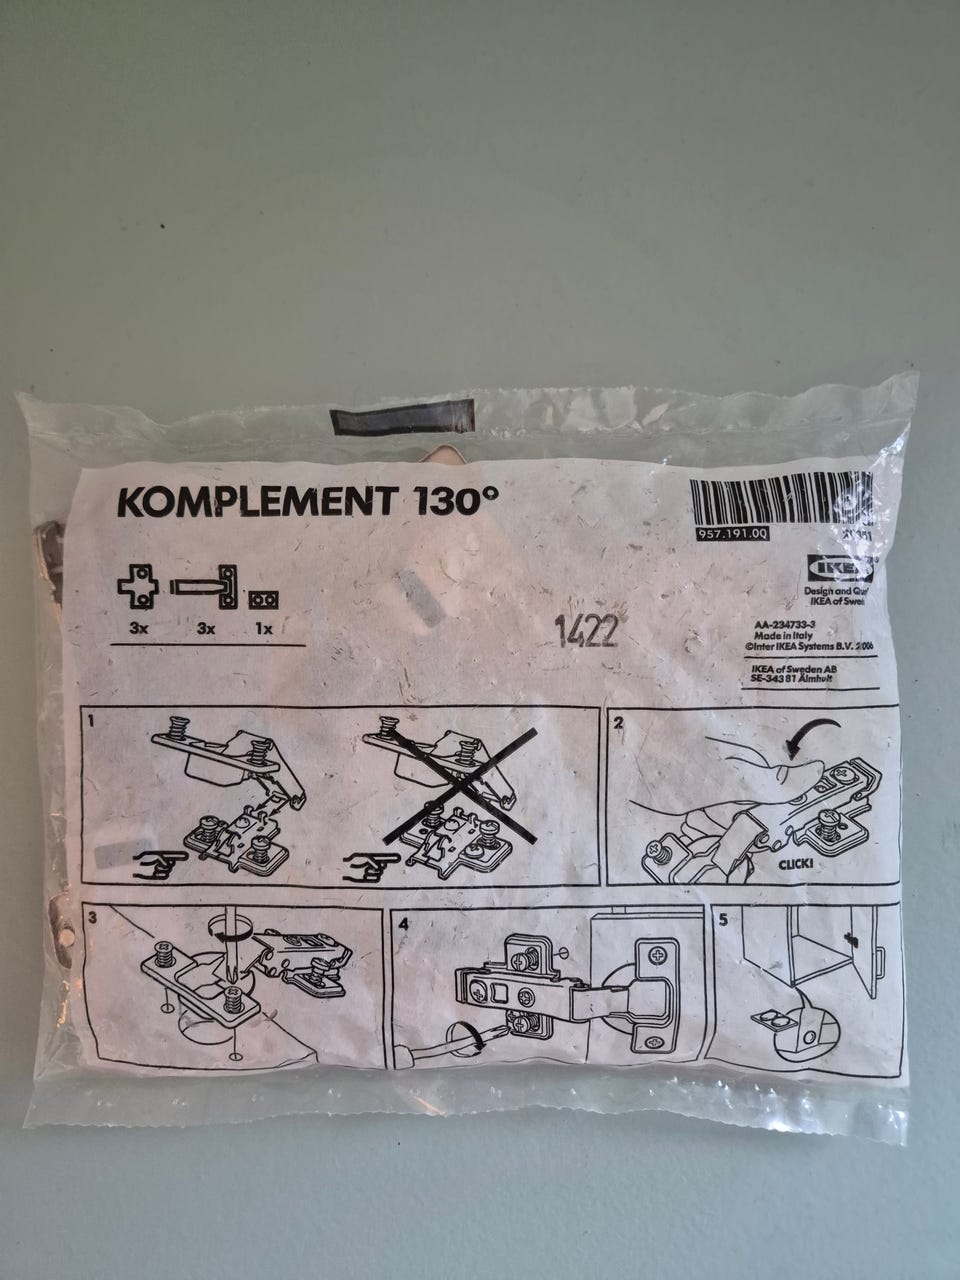 KOMPLEMENT 130°
957.191.00
IKEA
Design and
IKEA of
3x 3x 1x
1422
AA-234733-3
Made in Italy
©Inter IKEA Systems B.V. 2006
IKEA of Sweden AB
SE-343 81 Älmhult
1
2
CLICK!
3
4
5